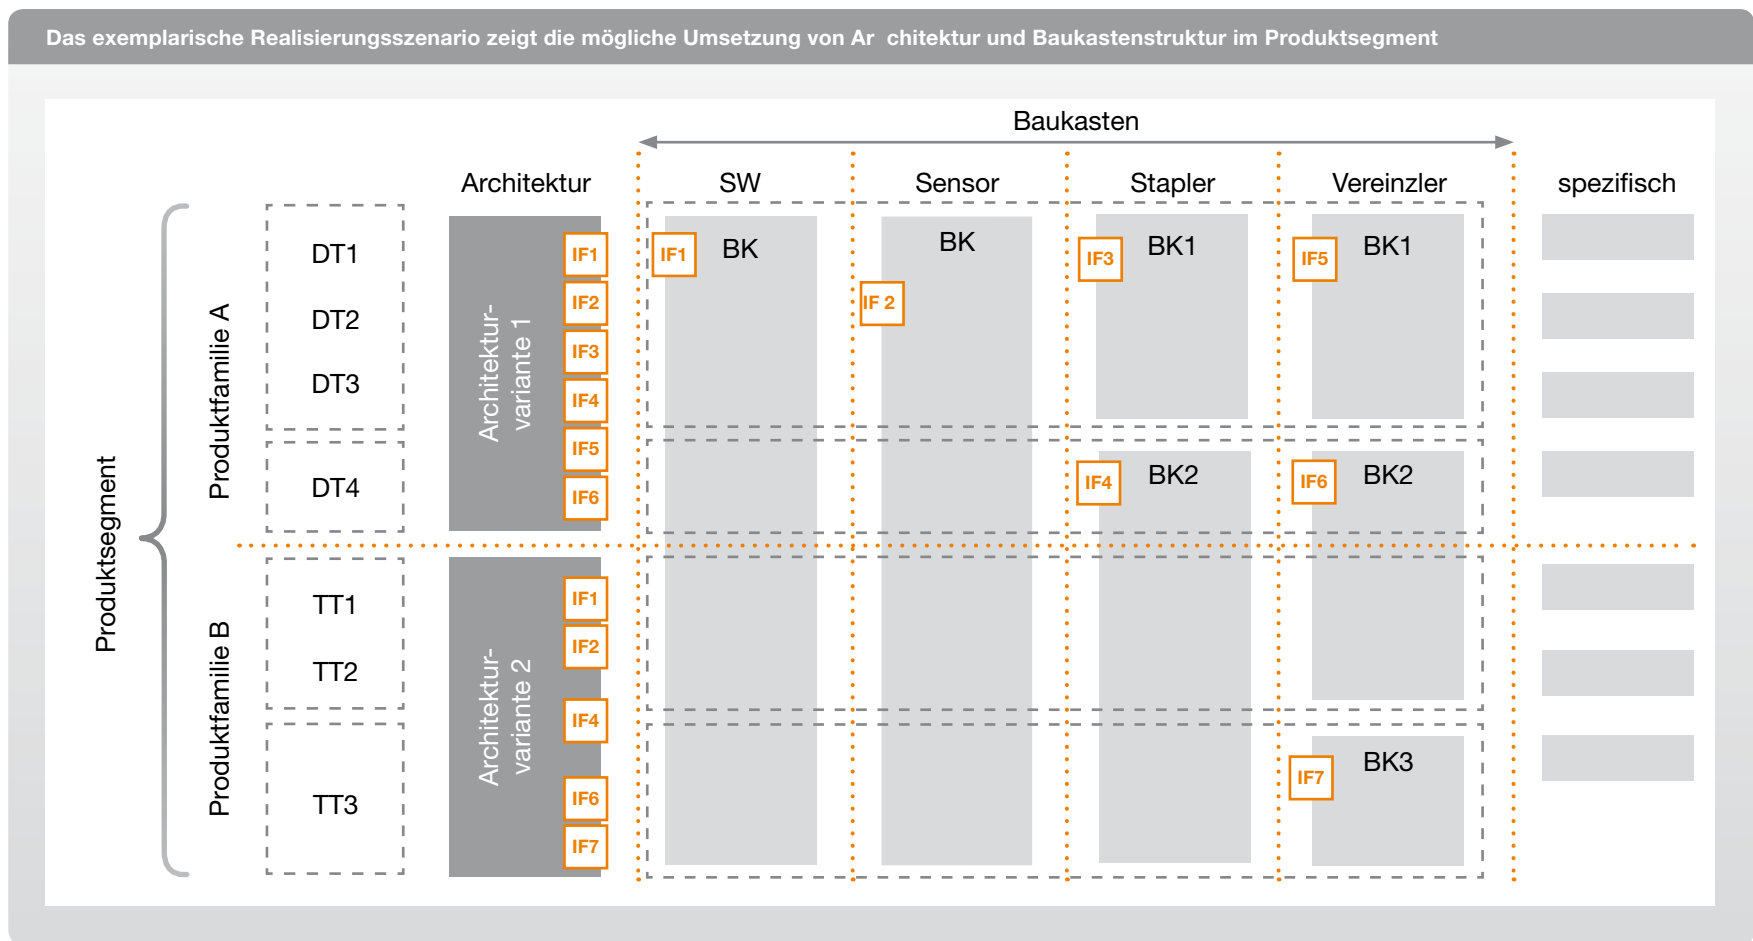 Das exemplarische Realisierungsszenario zeigt die mögliche Umsetzung von Ar chitektur und Baukastenstruktur im Produktsegment
Baukasten
Architektur
SW
Sensor
Stapler
Vereinzler
spezifisch
Produktsegment
Produktfamilie A
DT1
DT2
DT3
DT4
Architektur-
variante 1
IF1
IF2
IF3
IF4
IF5
IF6
IF1
BK
IF 2
BK
IF3
BK1
IF5
BK1
IF4
BK2
IF6
BK2
Produktfamilie B
TT1
TT2
TT3
Architektur-
variante 2
IF1
IF2
IF4
IF6
IF7
IF7
BK3